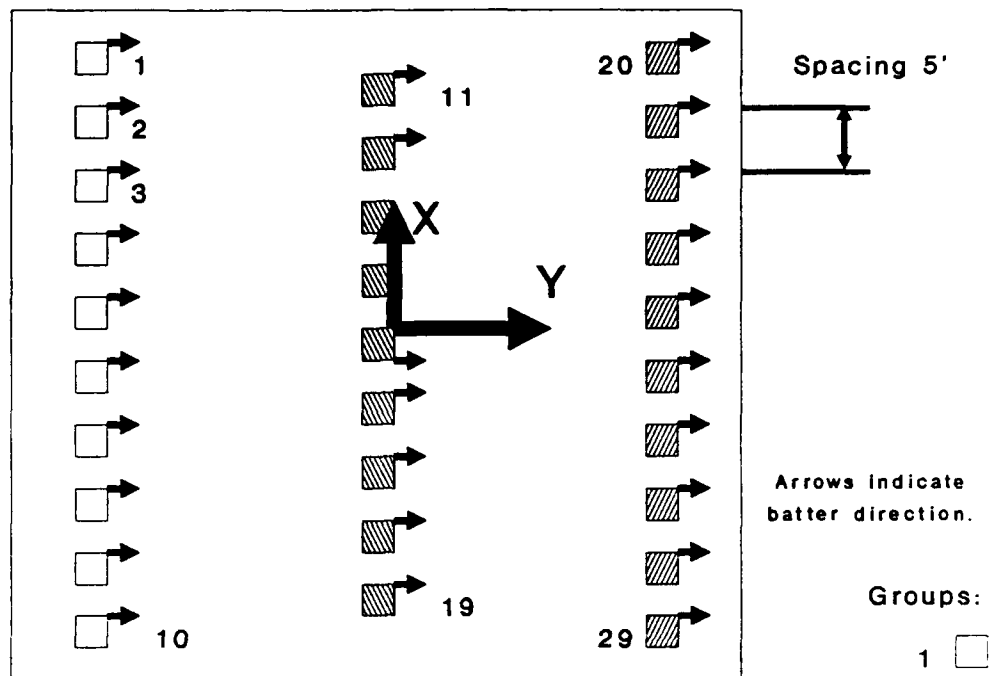 1
20
Spacing 5'
11
2
3
X
Y
Arrows indicate
batter direction.
Groups:
19
10
29
1